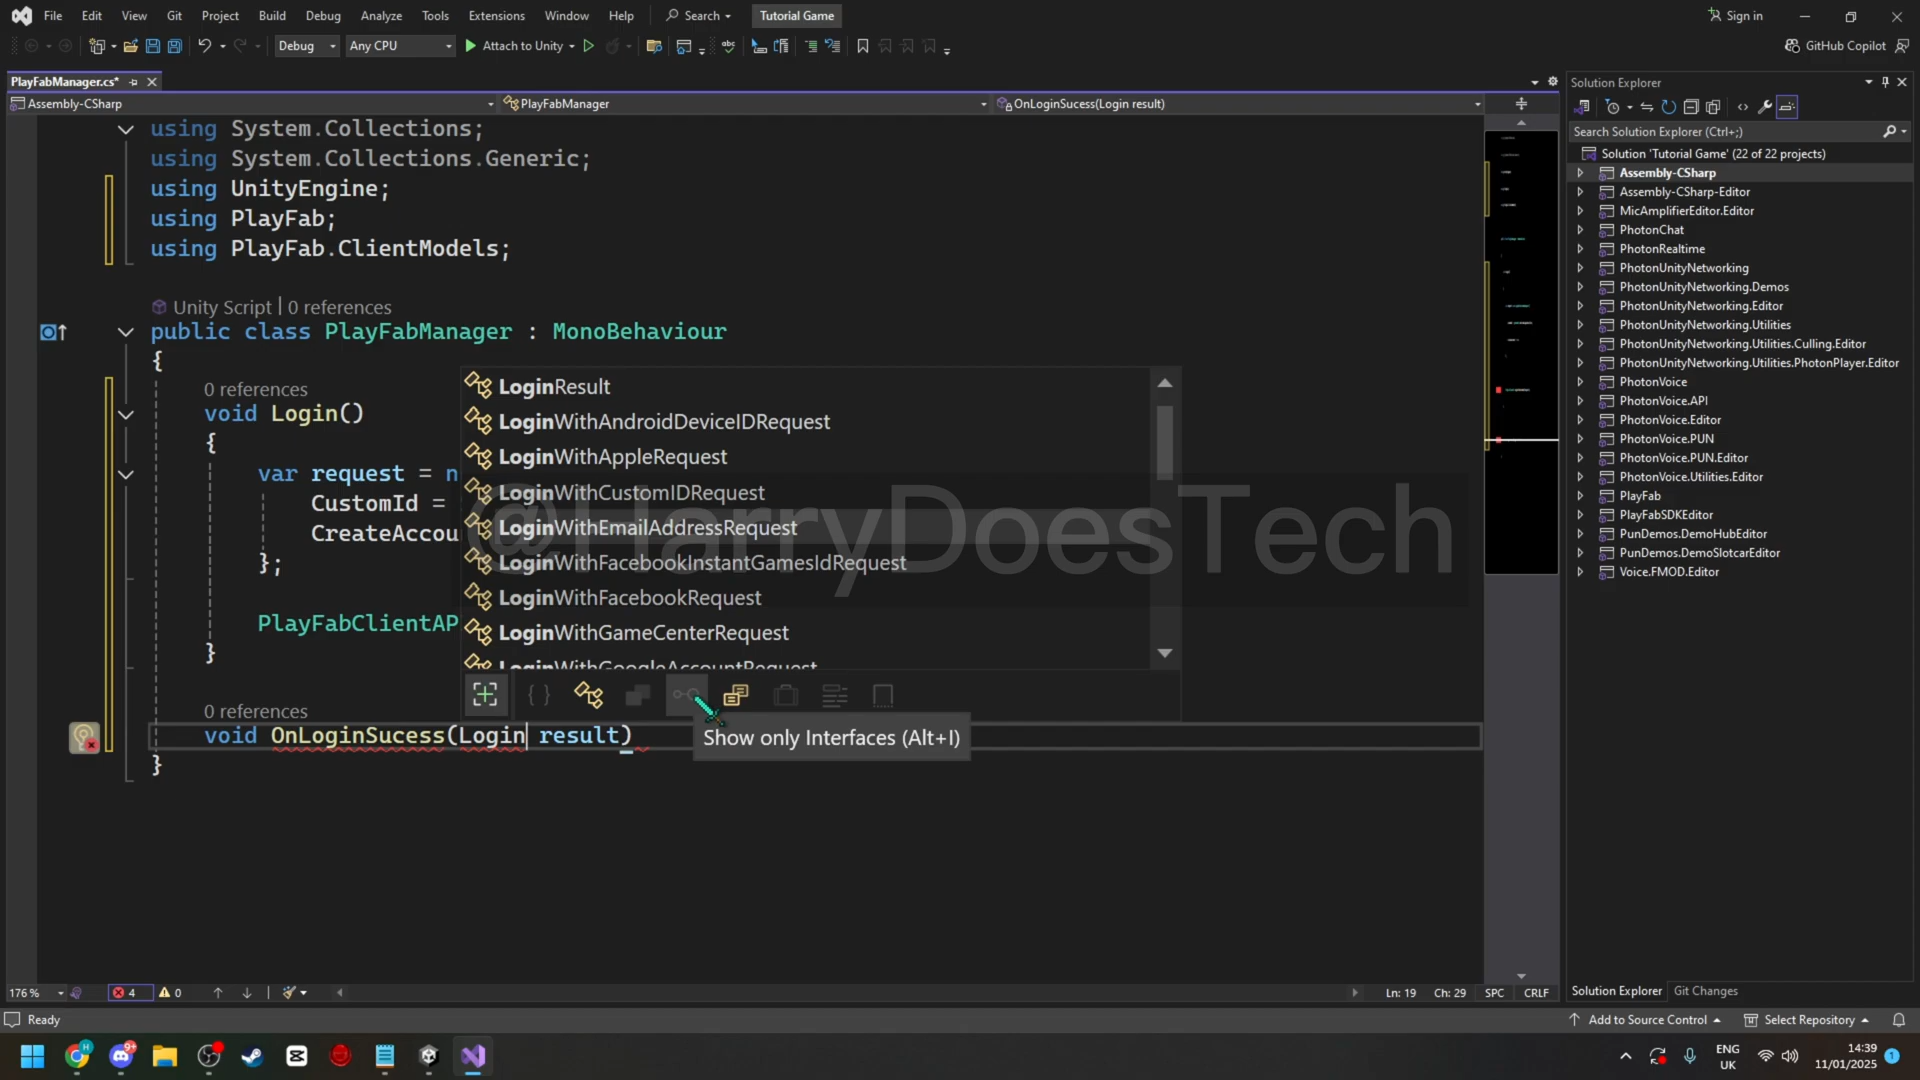 File Edit View Git Project Build Debug Analyze Tools Extensions Window Help Search Tutorial Game Sign in
Debug Any CPU Attach to Unity GitHub Copilot
PlayFabManager.cs*
Assembly-CSharp PlayFabManager OnLoginSucess(Login result)
using System.Collections;
using System.Collections.Generic;
using UnityEngine;
using PlayFab;
using PlayFab.ClientModels;
Unity Script | 0 references
public class PlayFabManager : MonoBehaviour
{
0 references
void Login()
{
var request = n
CustomId =
CreateAccou
};
PlayFabClientAP
}
0 references
void OnLoginSucess(Login result)
}
LoginResult
LoginWithAndroidDeviceIDRequest
LoginWithAppleRequest
LoginWithCustomIDRequest
LoginWithEmailAddressRequest
LoginWithFacebookInstantGamesIdRequest
LoginWithFacebookRequest
LoginWithGameCenterRequest
LoginWithGoogleAccountRequest
Show only Interfaces (Alt+I)
@HarryDoesTech
Solution Explorer
Search Solution Explorer (Ctrl+;)
Solution 'Tutorial Game' (22 of 22 projects)
Assembly-CSharp
Assembly-CSharp-Editor
MicAmplifierEditor.Editor
PhotonChat
PhotonRealtime
PhotonUnityNetworking
PhotonUnityNetworking.Demos
PhotonUnityNetworking.Editor
PhotonUnityNetworking.Utilities
PhotonUnityNetworking.Utilities.Culling.Editor
PhotonUnityNetworking.Utilities.PhotonPlayer.Editor
PhotonVoice
PhotonVoice.API
PhotonVoice.Editor
PhotonVoice.PUN
PhotonVoice.PUN.Editor
PhotonVoice.Utilities.Editor
PlayFab
PlayFabSDKEditor
PunDemos.DemoHubEditor
PunDemos.DemoSlotcarEditor
Voice.FMOD.Editor
176 % 4 0 Ln: 19 Ch: 29 SPC CRLF
Solution Explorer Git Changes
Ready Add to Source Control Select Repository
9+ ENG UK 14:39 11/01/2025 1